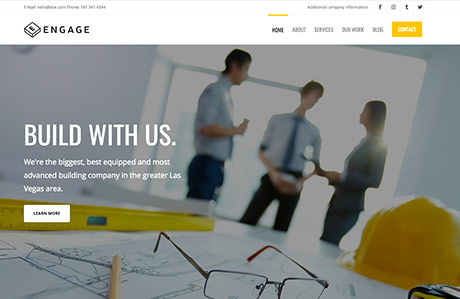 E-Mail: hello@site.com Phone: 591 341 4344
Additional company information.
ENGAGE
HOME ABOUT SERVICES OUR WORK BLOG CONTACT
BUILD WITH US.
We're the biggest, best equipped and most
advanced building company in the greater Las
Vegas area.
LEARN MORE